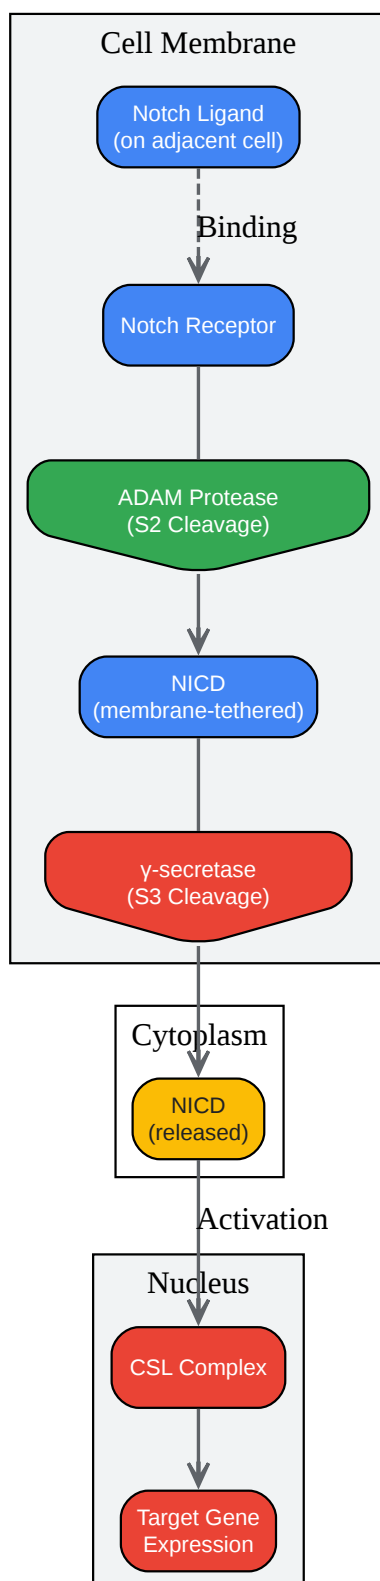 Cell Membrane
Notch Ligand
(on adjacent cell)
Binding
Notch Receptor
ADAM Protease
(S2 Cleavage)
NICD
(membrane-tethered)
γ-secretase
(S3 Cleavage)
Cytoplasm
NICD
(released)
Activation
Nucleus
CSL Complex
Target Gene
Expression